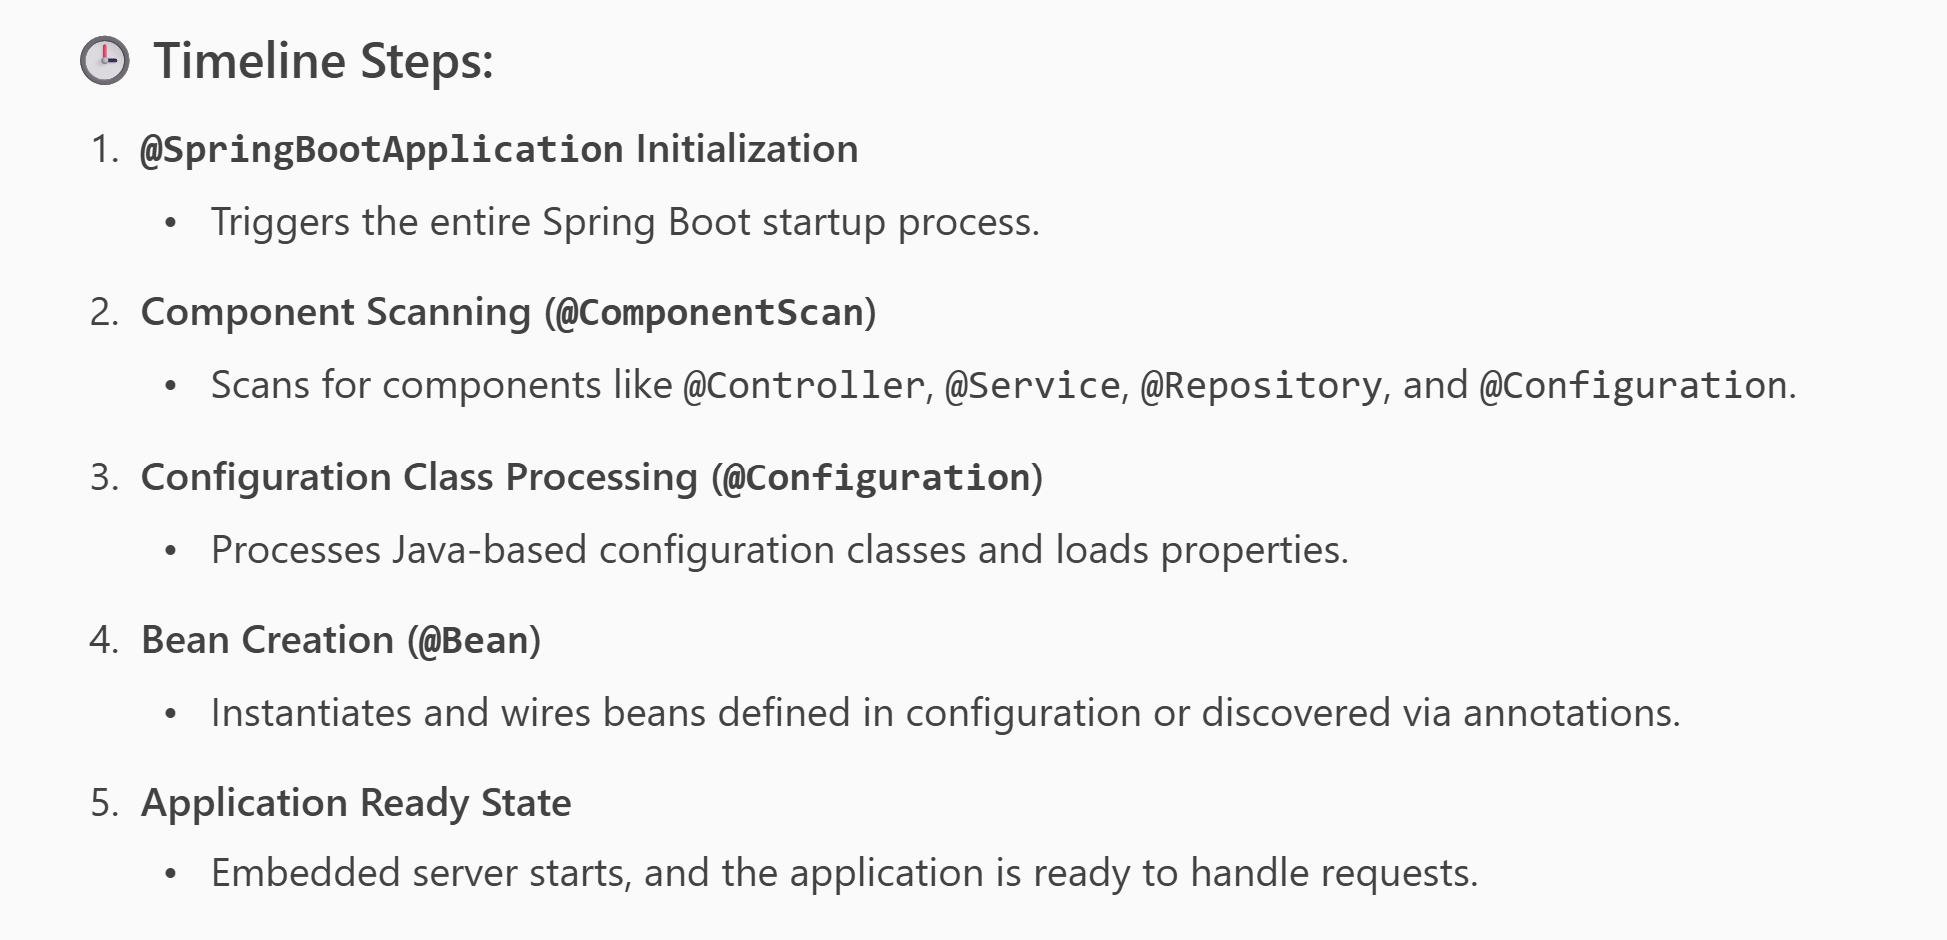 Timeline Steps:
1. @SpringBootApplication Initialization
• Triggers the entire Spring Boot startup process.
2. Component Scanning (@ComponentScan)
• Scans for components like @Controller, @Service, @Repository, and @Configuration.
3. Configuration Class Processing (@Configuration)
• Processes Java-based configuration classes and loads properties.
4. Bean Creation (@Bean)
• Instantiates and wires beans defined in configuration or discovered via annotations.
5. Application Ready State
• Embedded server starts, and the application is ready to handle requests.